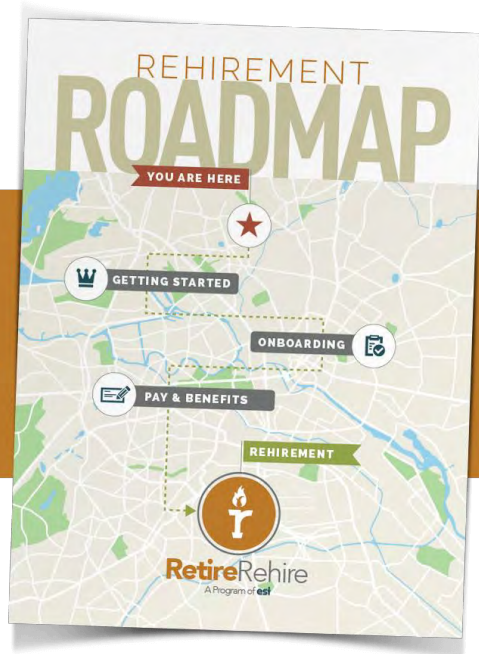 REHIREMENT
ROADMAP
YOU ARE HERE
GETTING STARTED
ONBOARDING
PAY & BENEFITS
REHIREMENT
r
RetireRehire
A Program of esi